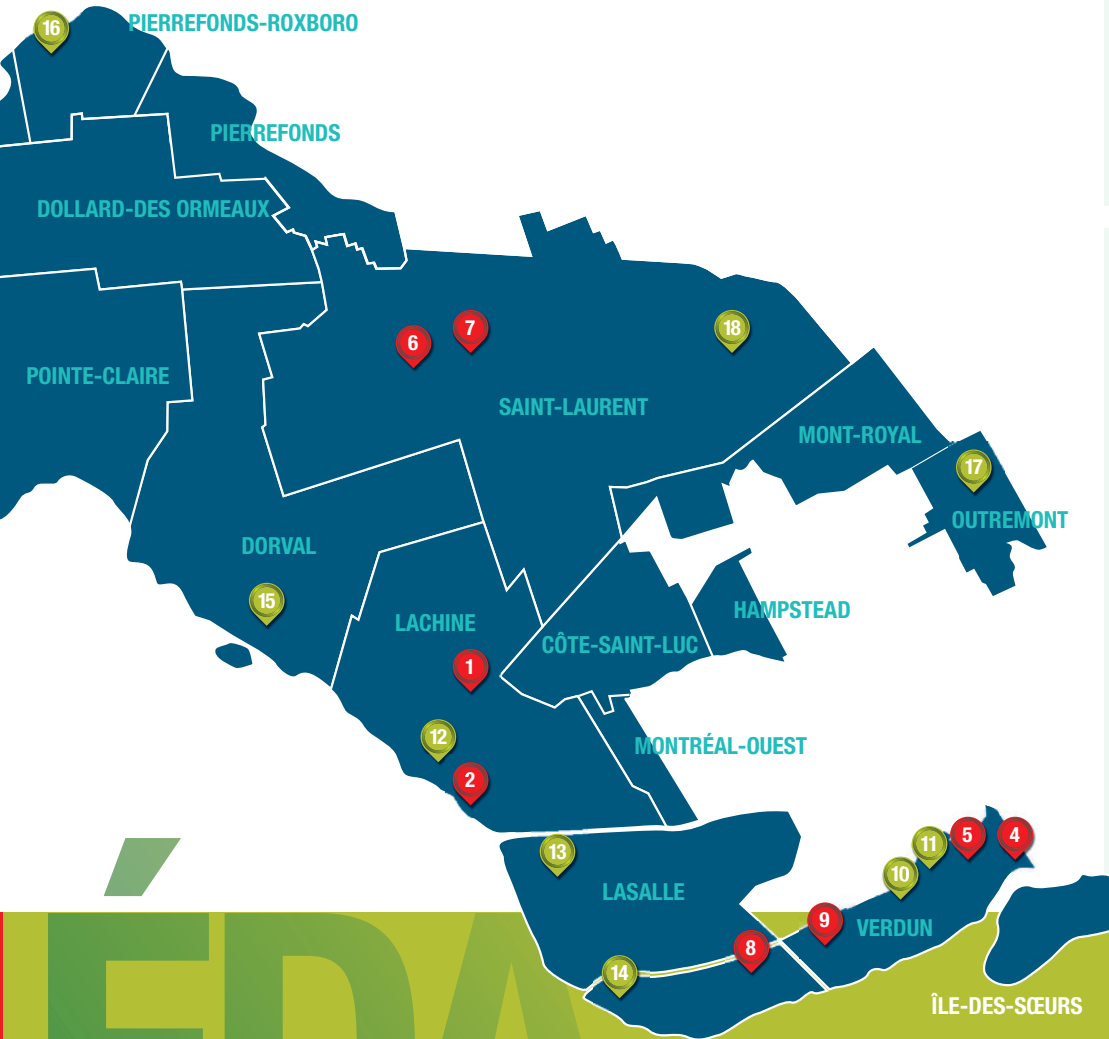 16
PIERREFONDS-ROXBORO
PIERREFONDS
DOLLARD-DES ORMEAUX
6
7
18
POINTE-CLAIRE
SAINT-LAURENT
MONT-ROYAL
17
OUTREMONT
DORVAL
15
LACHINE
HAMPSTEAD
CÔTE-SAINT-LUC
1
12
MONTRÉAL-OUEST
2
13
11
5
4
10
LASALLE
9
VERDUN
8
14
ÎLE-DES-SŒURS
ÉDA